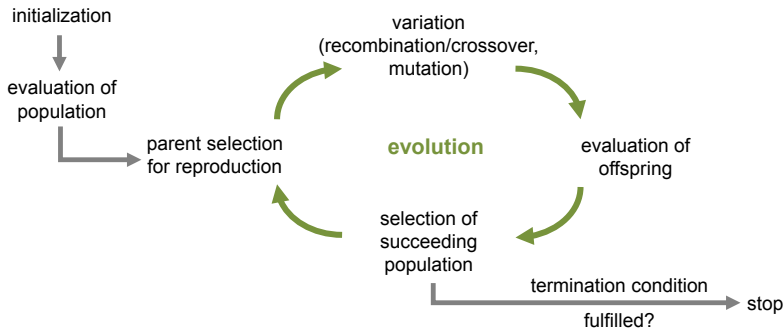 initialization
evaluation of
population
parent selection
for reproduction
variation
(recombination/crossover,
mutation)
evolution
evaluation of
offspring
selection of
succeeding
population
termination condition
fulfilled?
stop